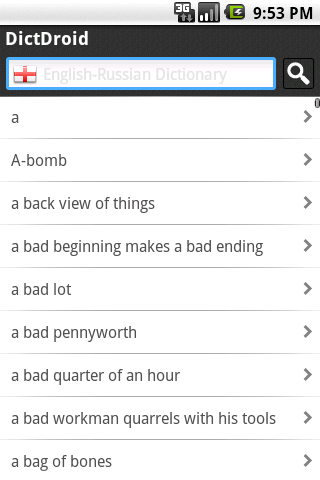 3G
9:53 PM
DictDroid
English-Russian Dictionary
a
A-bomb
a back view of things
a bad beginning makes a bad ending
a bad lot
a bad pennyworth
a bad quarter of an hour
a bad workman quarrels with his tools
a bag of bones